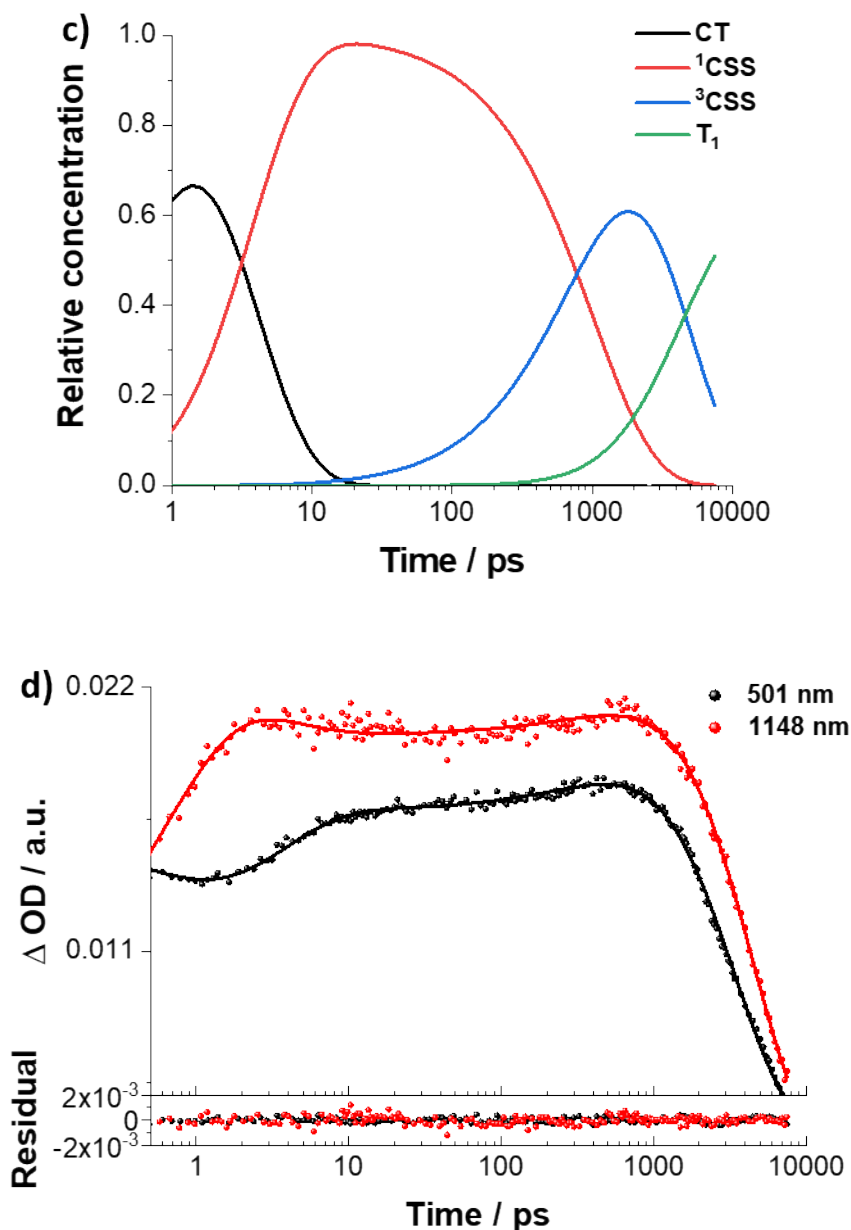 c)
CT
¹CSS
³CSS
T₁
Relative concentration
1.0
0.8
0.6
0.4
0.2
0.0
1 10 100 1000 10000
Time / ps
d)
501 nm
1148 nm
Δ OD / a.u.
0.022
0.011
Residual
2x10⁻³
0
-2x10⁻³
1 10 100 1000 10000
Time / ps